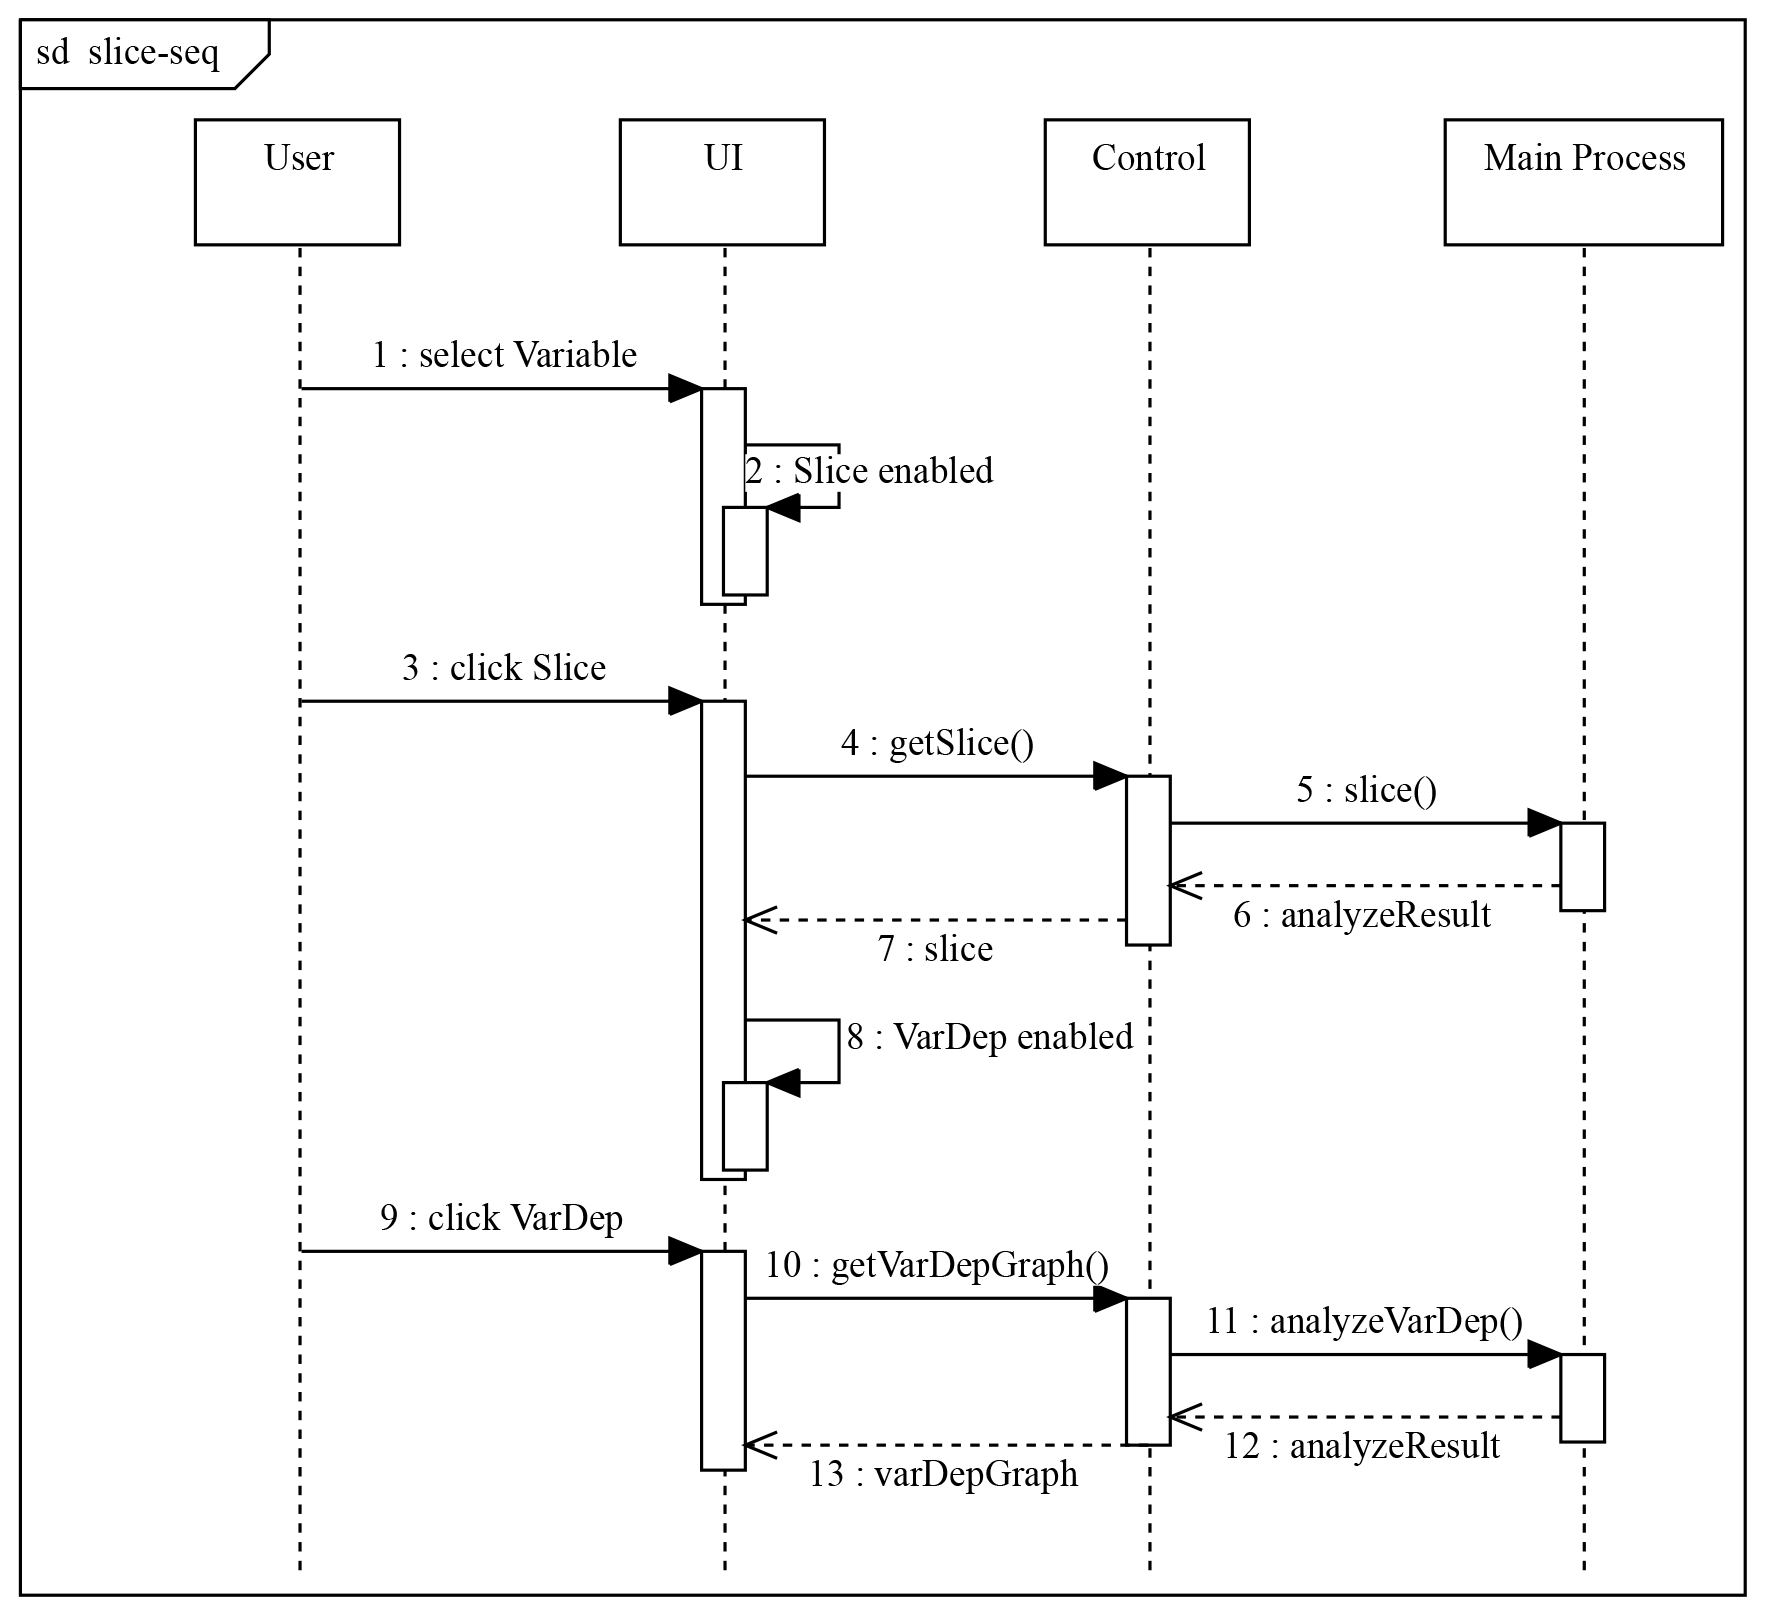 sd slice-seq
User
UI
Control
Main Process
1 : select Variable
2 : Slice enabled
3 : click Slice
4 : getSlice()
5 : slice()
6 : analyzeResult
7 : slice
8 : VarDep enabled
9 : click VarDep
10 : getVarDepGraph()
11 : analyzeVarDep()
12 : analyzeResult
13 : varDepGraph